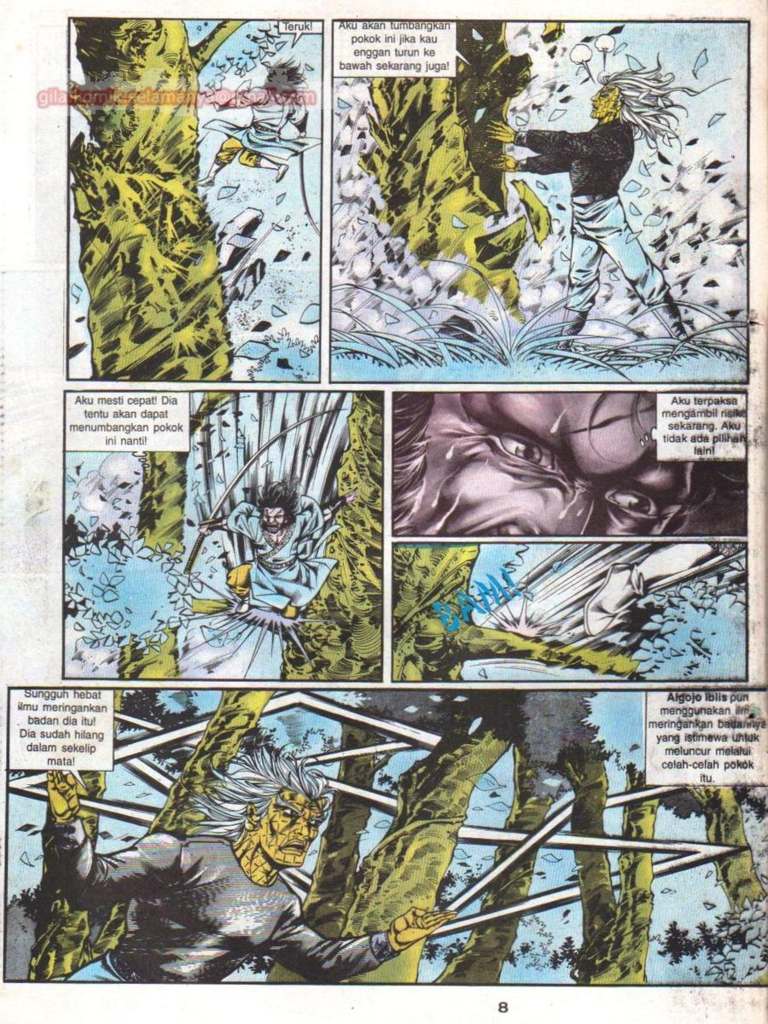 Teruk!
Aku akan tumbangkan
pokok ini jika kau
enggan turun ke
bawah sekarang juga!
Aku mesti cepat! Dia
tentu akan dapat
menumbangkan pokok
ini nanti!
Aku terpaksa
mengambil risiko
sekarang. Aku
tidak ada pilihan
lain!
BAM!
Sungguh hebat
ilmu meringankan
badan dia itu!
Dia sudah hilang
dalam sekelip
mata!
Algojo Iblis pun
menggunakan ilmu
meringankan badannya
yang istimewa untuk
meluncur melalui
celah-celah pokok
itu.
8